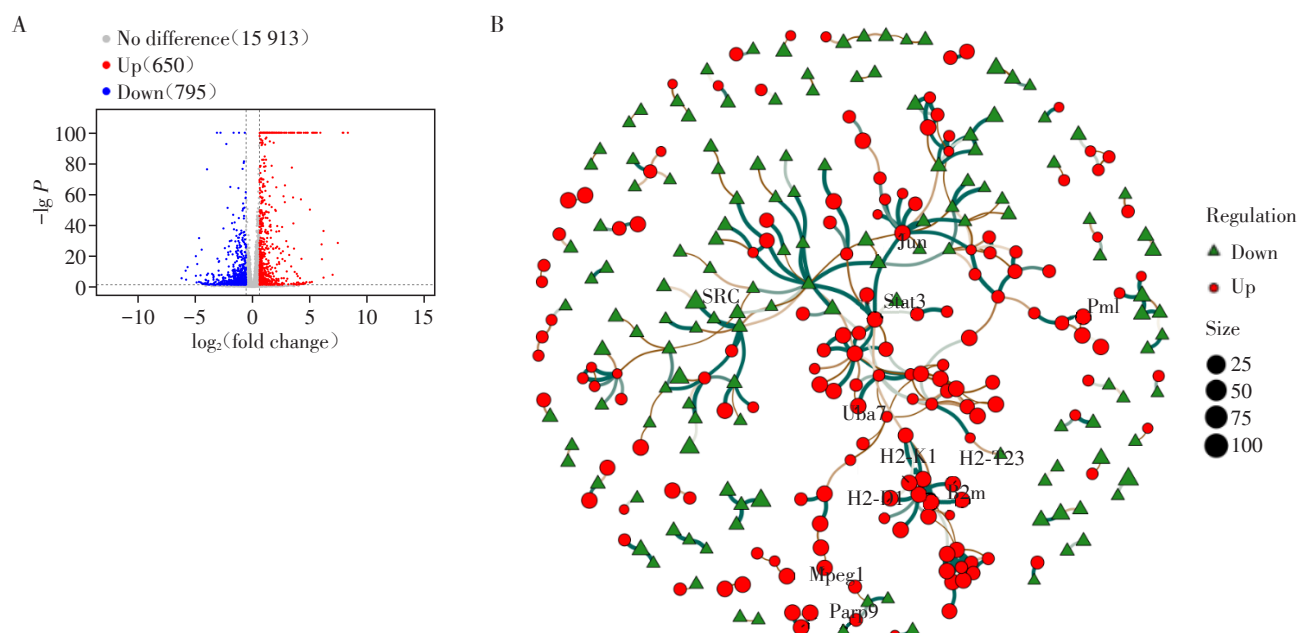 A
No difference(15 913)
Up(650)
Down(795)
100
80
60
40
20
0
−lg P
−10
−5
0
5
10
15
log₂(fold change)
B
Jun
SRC
Stat3
Pml
Uba7
H2-K1
H2-T23
H2-D1
B2m
Mpeg1
Parp9
Regulation
Down
Up
Size
25
50
75
100